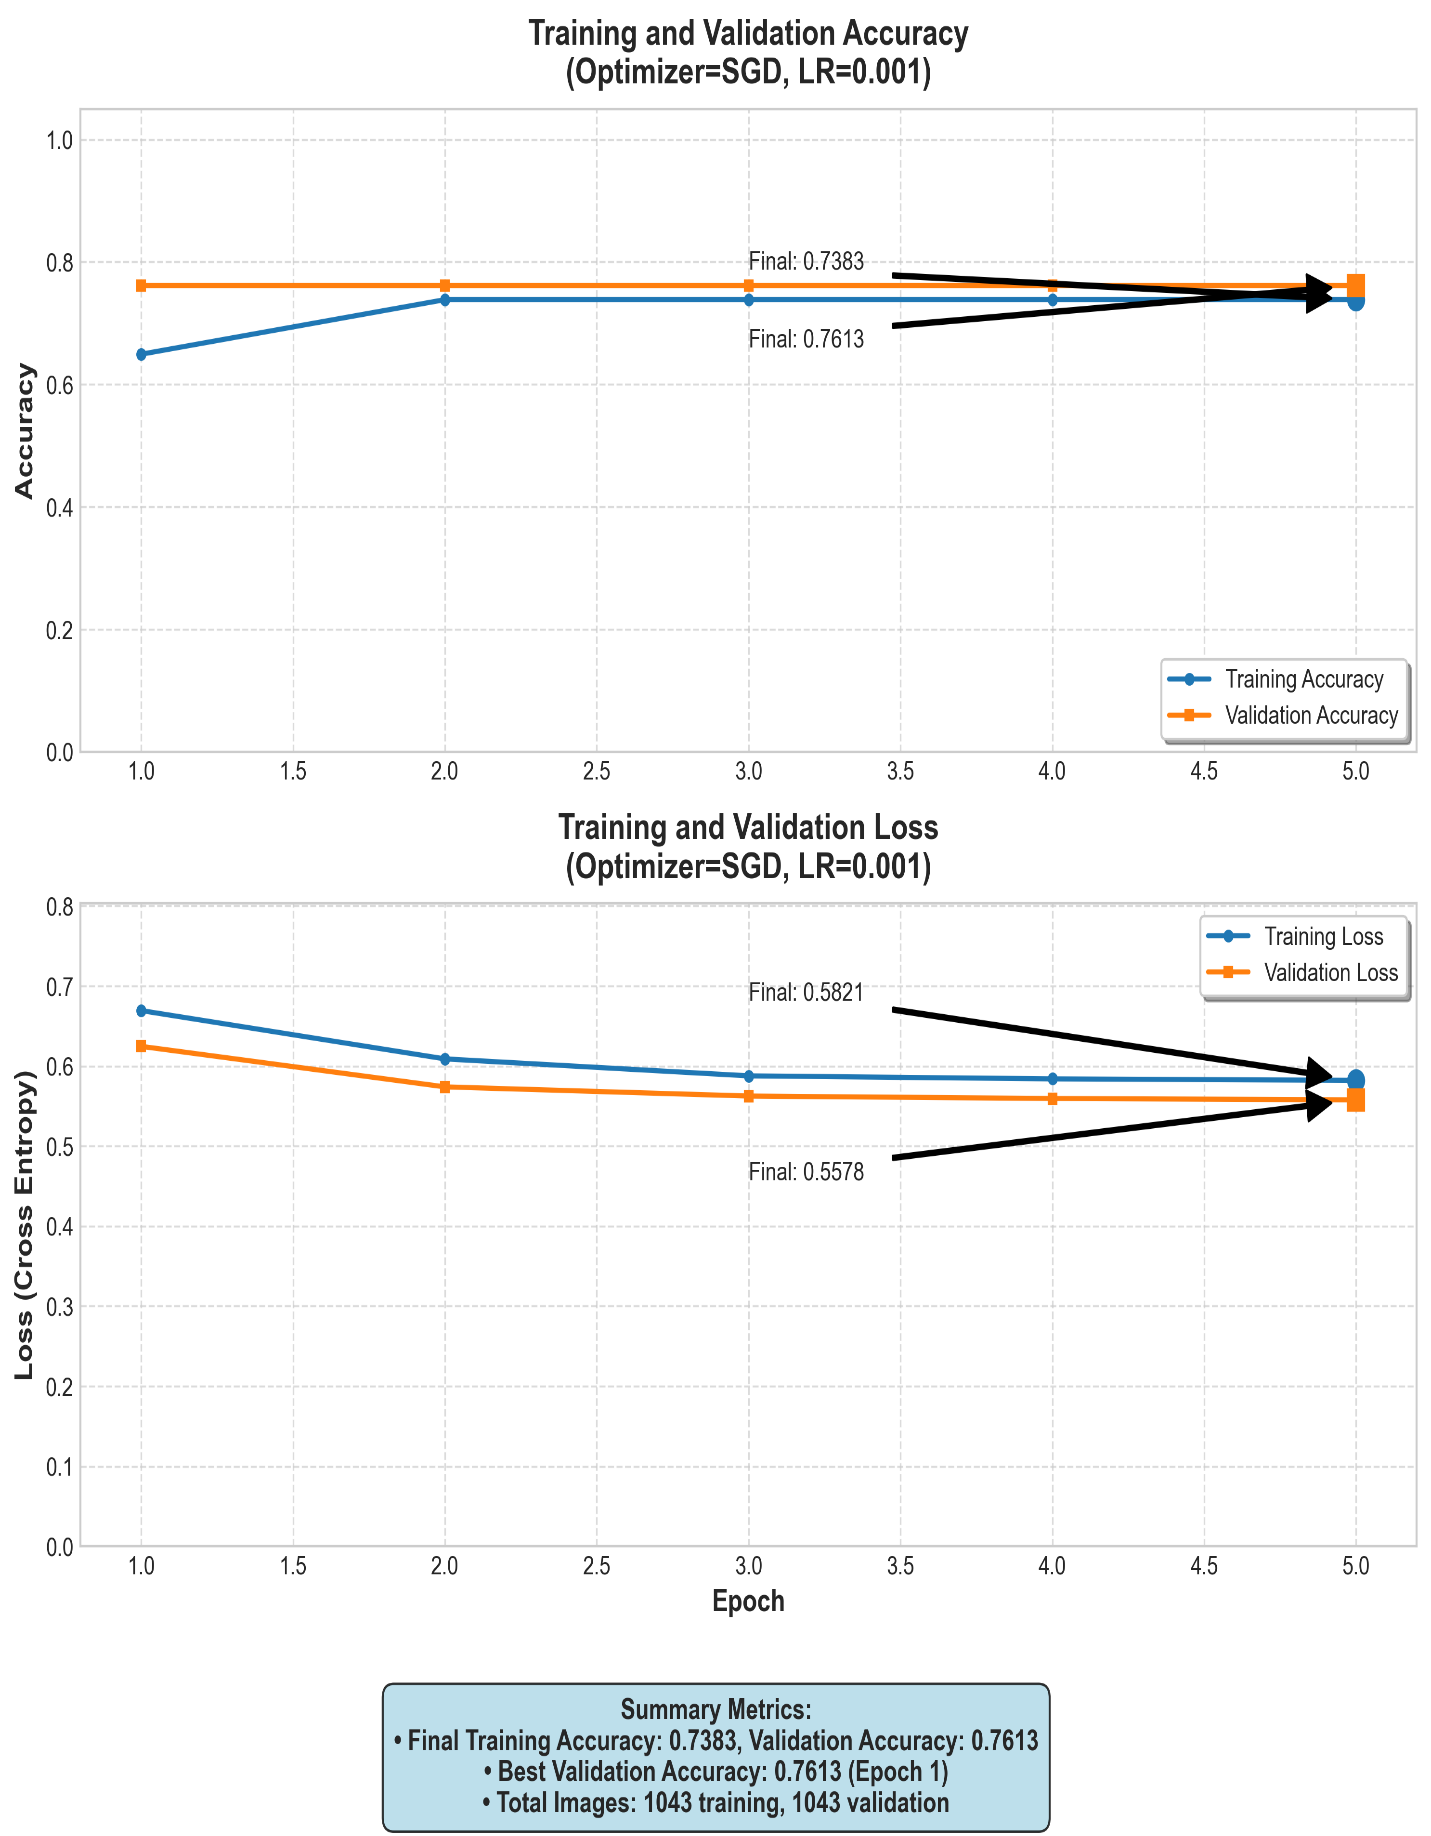 Training and Validation Accuracy
(Optimizer=SGD, LR=0.001)
Accuracy
1.0
0.8
0.6
0.4
0.2
0.0
Final: 0.7383
Final: 0.7613
Training Accuracy
Validation Accuracy
1.0 1.5 2.0 2.5 3.0 3.5 4.0 4.5 5.0
Training and Validation Loss
(Optimizer=SGD, LR=0.001)
Loss (Cross Entropy)
0.8
0.7
0.6
0.5
0.4
0.3
0.2
0.1
0.0
Training Loss
Validation Loss
Final: 0.5821
Final: 0.5578
1.0 1.5 2.0 2.5 3.0 3.5 4.0 4.5 5.0
Epoch
Summary Metrics:
• Final Training Accuracy: 0.7383, Validation Accuracy: 0.7613
• Best Validation Accuracy: 0.7613 (Epoch 1)
• Total Images: 1043 training, 1043 validation